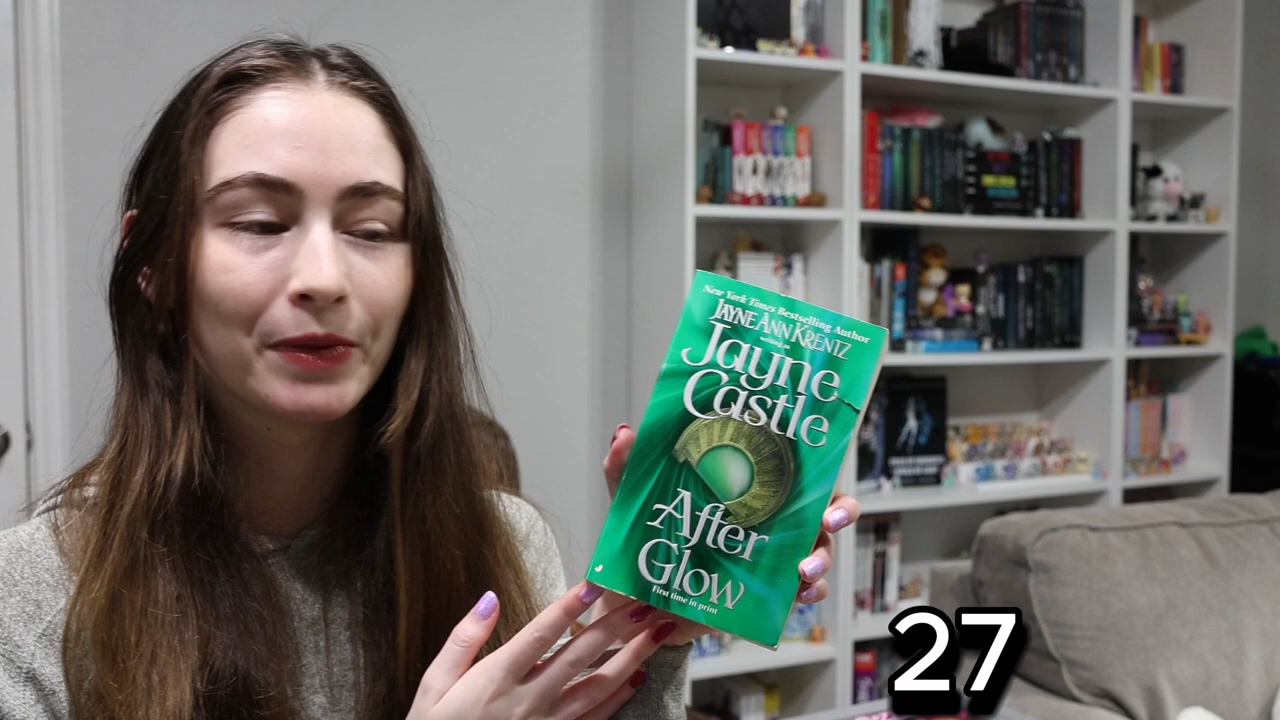 New York Times Bestselling Author
JAYNE ANN KRENTZ
writing as
Jayne
Castle
After
Glow
First time in print
27